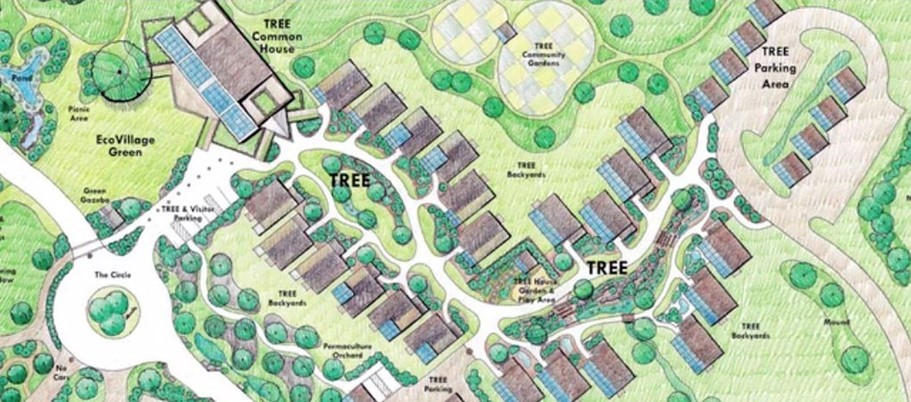 TREE
Common
House
TREE
Community
Gardens
TREE
Parking
Area
Pond
Picnic
Area
EcoVillage
Green
TREE
TREE
Backyards
Green
Gazebo
TREE & Visitor
Parking
The Circle
TREE
Backyards
TREE
TREE House
Garden &
Play Area
Permaculture
Orchard
TREE
Backyards
Mound
No
Cars
TREE
Parking